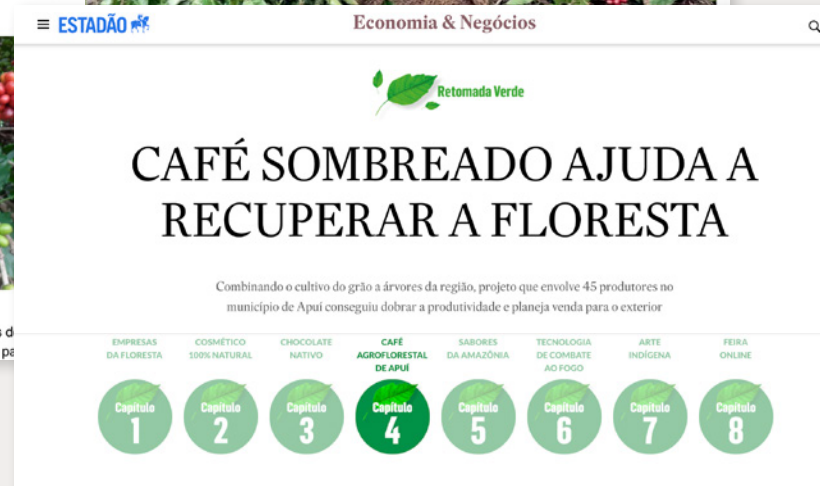 ESTADÃO
Economia & Negócios
Retomada Verde
CAFÉ SOMBREADO AJUDA A
RECUPERAR A FLORESTA
Combinando o cultivo do grão a árvores da região, projeto que envolve 45 produtores no
município de Apuí conseguiu dobrar a produtividade e planeja venda para o exterior
EMPRESAS
DA FLORESTA
COSMÉTICO
100% NATURAL
CHOCOLATE
NATIVO
CAFÉ
AGROFLORESTAL
DE APUÍ
SABORES
DA AMAZÔNIA
TECNOLOGIA
DE COMBATE
AO FOGO
ARTE
INDÍGENA
FEIRA
ONLINE
Capítulo
1
Capítulo
2
Capítulo
3
Capítulo
4
Capítulo
5
Capítulo
6
Capítulo
7
Capítulo
8